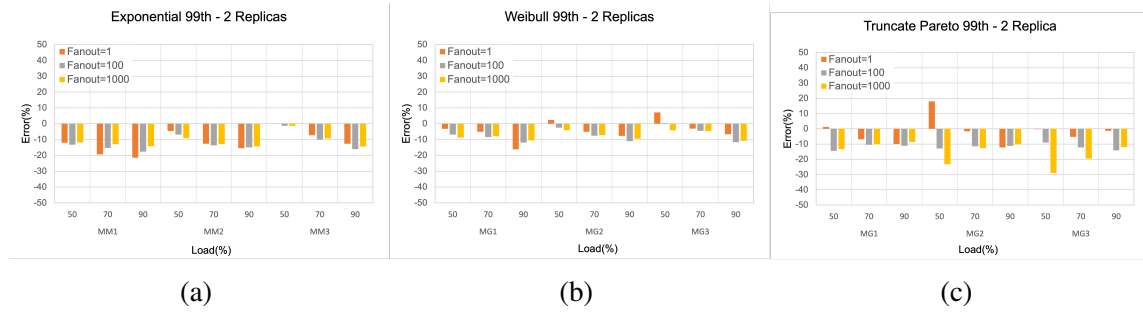 Exponential 99th - 2 Replicas
50
40
30
20
10
0
-10
-20
-30
-40
-50
Error(%)
Fanout=1
Fanout=100
Fanout=1000
50 70 90 50 70 90 50 70 90
MM1 MM2 MM3
Load(%)
(a)
Weibull 99th - 2 Replicas
50
40
30
20
10
0
-10
-20
-30
-40
-50
Error(%)
Fanout=1
Fanout=100
Fanout=1000
50 70 90 50 70 90 50 70 90
MG1 MG2 MG3
Load(%)
(b)
Truncate Pareto 99th - 2 Replica
50
40
30
20
10
0
-10
-20
-30
-40
-50
Error(%)
Fanout=1
Fanout=100
Fanout=1000
50 70 90 50 70 90 50 70 90
MG1 MG2 MG3
Load(%)
(c)